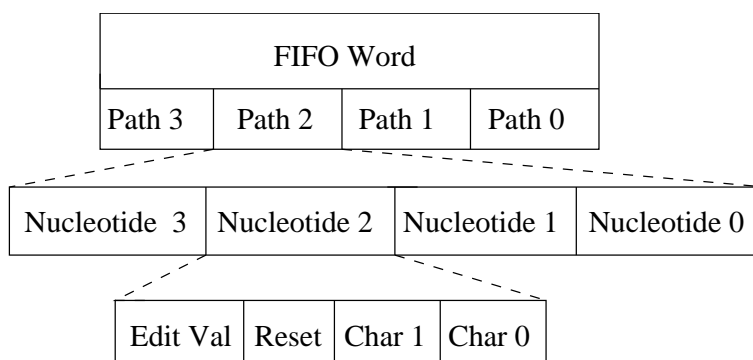 FIFO Word
Path 3 Path 2 Path 1 Path 0
Nucleotide 3 Nucleotide 2 Nucleotide 1 Nucleotide 0
Edit Val Reset Char 1 Char 0